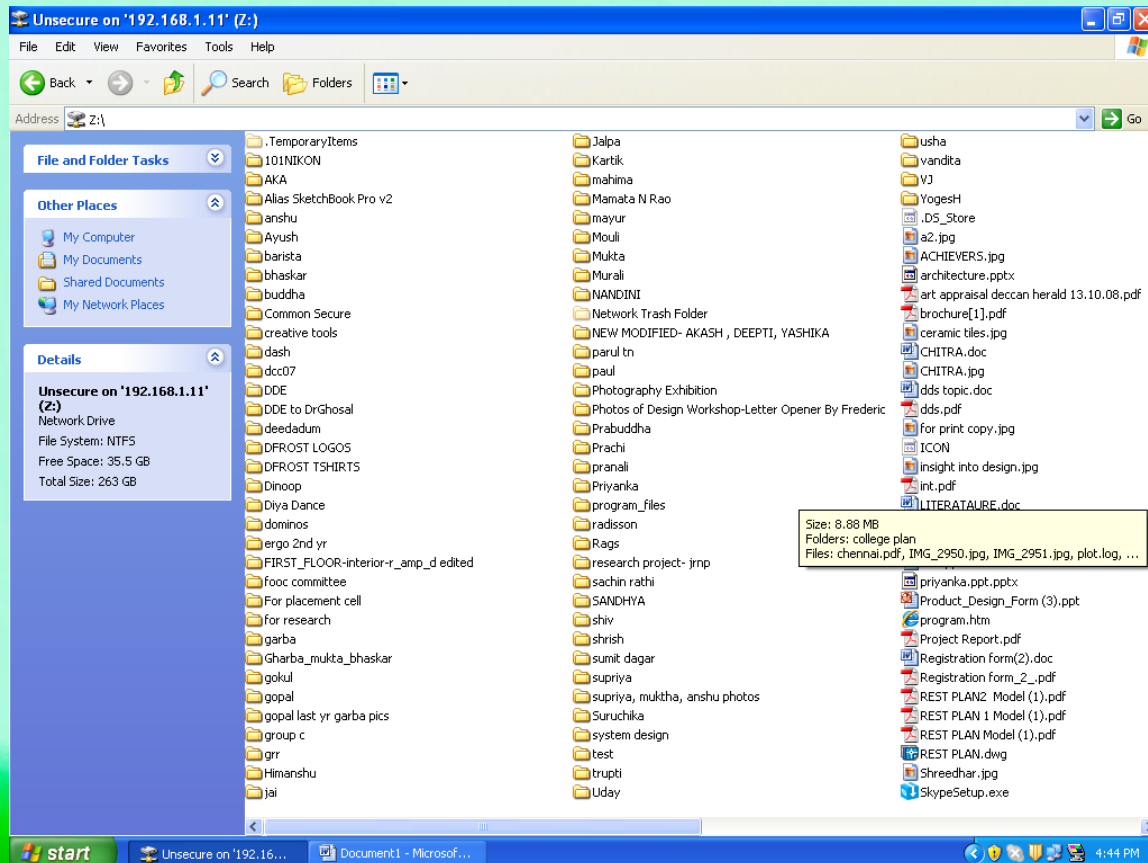 Unsecure on '192.168.1.11' (Z:)
File Edit View Favorites Tools Help
Back Search Folders
Address Z:\ Go
File and Folder Tasks
Other Places
My Computer
My Documents
Shared Documents
My Network Places
Details
Unsecure on '192.168.1.11'
(Z:)
Network Drive
File System: NTFS
Free Space: 35.5 GB
Total Size: 263 GB
.TemporaryItems
101NIKON
AKA
Alias SketchBook Pro v2
anshu
Ayush
barista
bhaskar
buddha
Common Secure
creative tools
dash
dcc07
DDE
DDE to DrGhosal
deedadum
DFROST LOGOS
DFROST TSHIRTS
Dinoop
Diya Dance
dominos
ergo 2nd yr
FIRST_FLOOR-interior-r_amp_d edited
fooc committee
For placement cell
for research
garba
Gharba_mukta_bhaskar
gokul
gopal
gopal last yr garba pics
group c
grr
Himanshu
jai
Jalpa
Kartik
mahima
Mamata N Rao
mayur
Mouli
Mukta
Murali
NANDINI
Network Trash Folder
NEW MODIFIED- AKASH , DEEPTI, YASHIKA
parul tn
paul
Photography Exhibition
Photos of Design Workshop-Letter Opener By Frederic
Prabuddha
Prachi
pranali
Priyanka
program_files
radisson
Rags
research project- jrnp
sachin rathi
SANDHYA
shiv
shrish
sumit dagar
supriya
supriya, muktha, anshu photos
Suruchika
system design
test
trupti
Uday
usha
vandita
VJ
YogesH
.DS_Store
a2.jpg
ACHIEVERS.jpg
architecture.pptx
art appraisal deccan herald 13.10.08.pdf
brochure[1].pdf
ceramic tiles.jpg
CHITRA.doc
CHITRA.jpg
dds topic.doc
dds.pdf
for print copy.jpg
ICON
insight into design.jpg
int.pdf
LITERATAURE.doc
Size: 8.88 MB
Folders: college plan
Files: chennai.pdf, IMG_2950.jpg, IMG_2951.jpg, plot.log, ...
priyanka.ppt.pptx
Product_Design_Form (3).ppt
program.htm
Project Report.pdf
Registration form(2).doc
Registration form_2_.pdf
REST PLAN2 Model (1).pdf
REST PLAN 1 Model (1).pdf
REST PLAN Model (1).pdf
REST PLAN.dwg
Shreedhar.jpg
SkypeSetup.exe
start Unsecure on '192.16... Document1 - Microsof... 4:44 PM